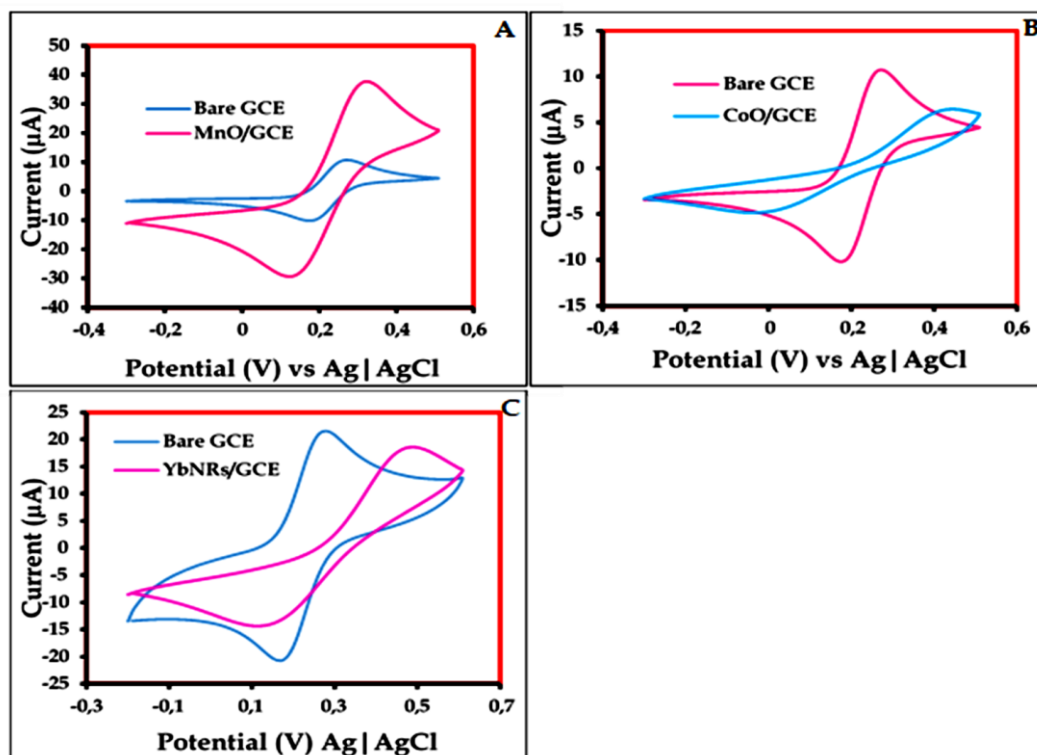 A
50
40
30
20
10
0
-10
-20
-30
-40
Bare GCE
MnO/GCE
Current (µA)
-0,4 -0,2 0 0,2 0,4 0,6
Potential (V) vs Ag|AgCl
B
15
10
5
0
-5
-10
-15
Bare GCE
CoO/GCE
Current (µA)
-0,4 -0,2 0 0,2 0,4 0,6
Potential (V) vs Ag|AgCl
C
25
20
15
10
5
0
-5
-10
-15
-20
-25
Bare GCE
YbNRs/GCE
Current (µA)
-0,3 -0,1 0,1 0,3 0,5 0,7
Potential (V) Ag|AgCl